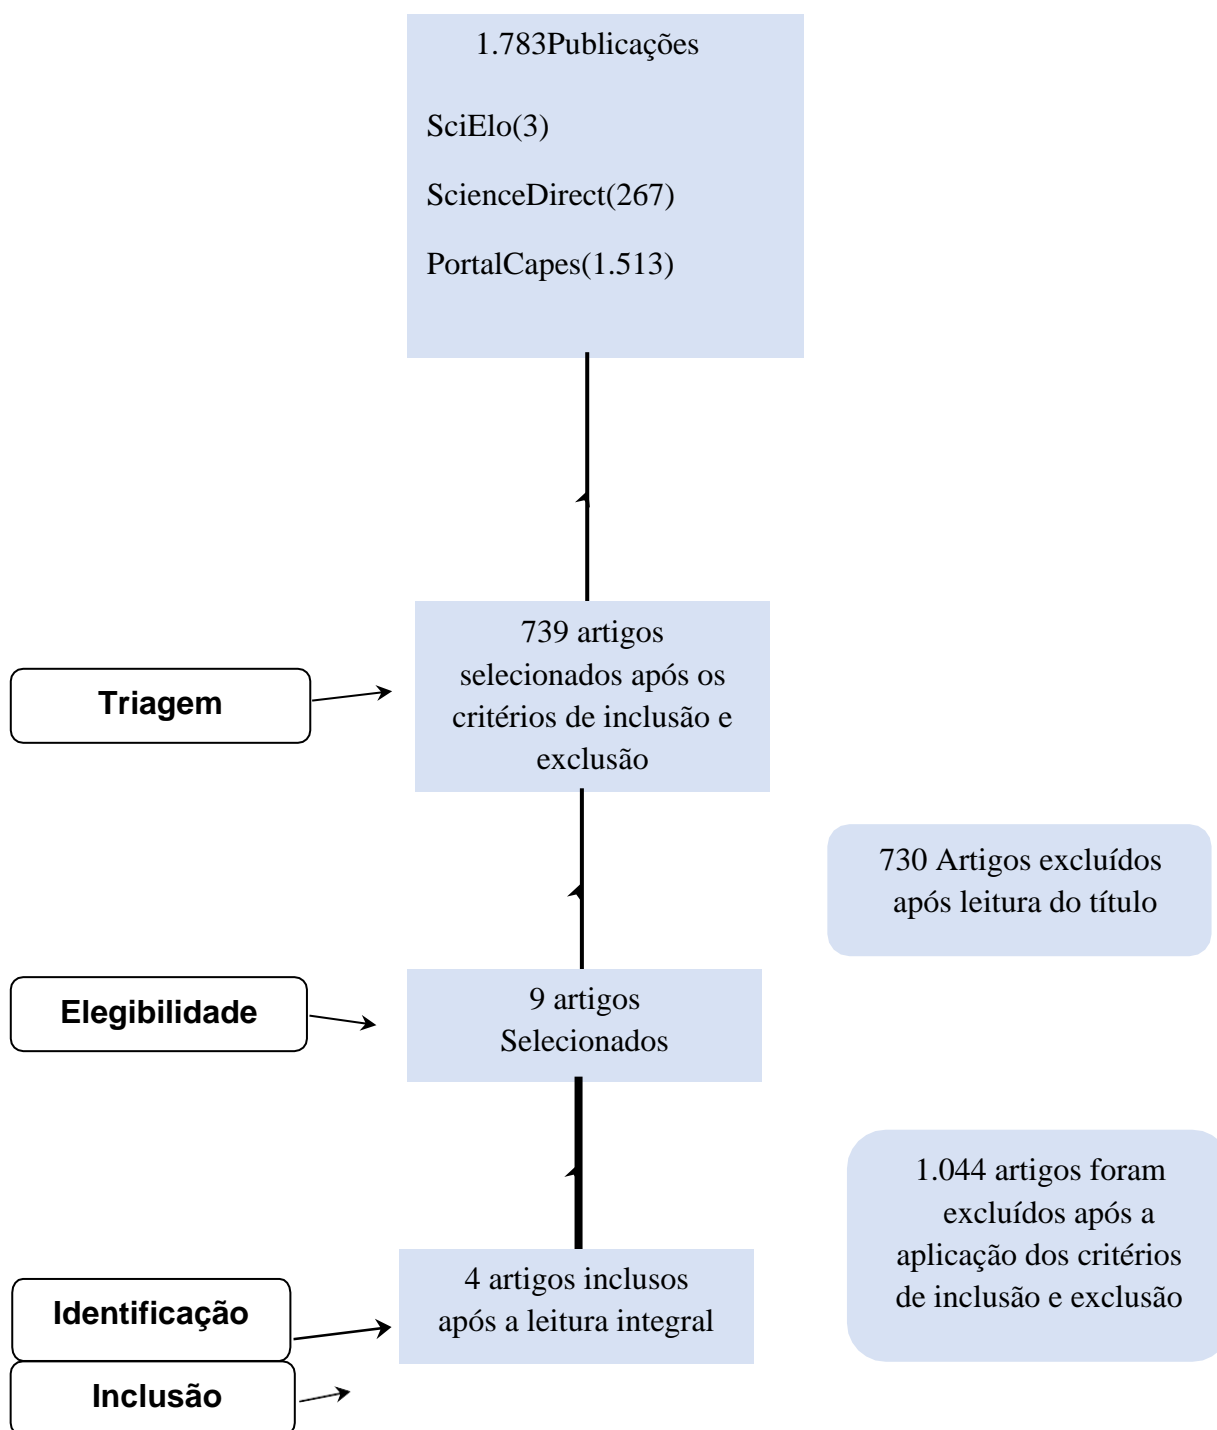 1.783Publicações
SciElo(3)
ScienceDirect(267)
PortalCapes(1.513)
739 artigos
selecionados após os
critérios de inclusão e
exclusão
Triagem
730 Artigos excluídos
após leitura do título
9 artigos
Selecionados
Elegibilidade
1.044 artigos foram
excluídos após a
aplicação dos critérios
de inclusão e exclusão
4 artigos inclusos
após a leitura integral
Identificação
Inclusão